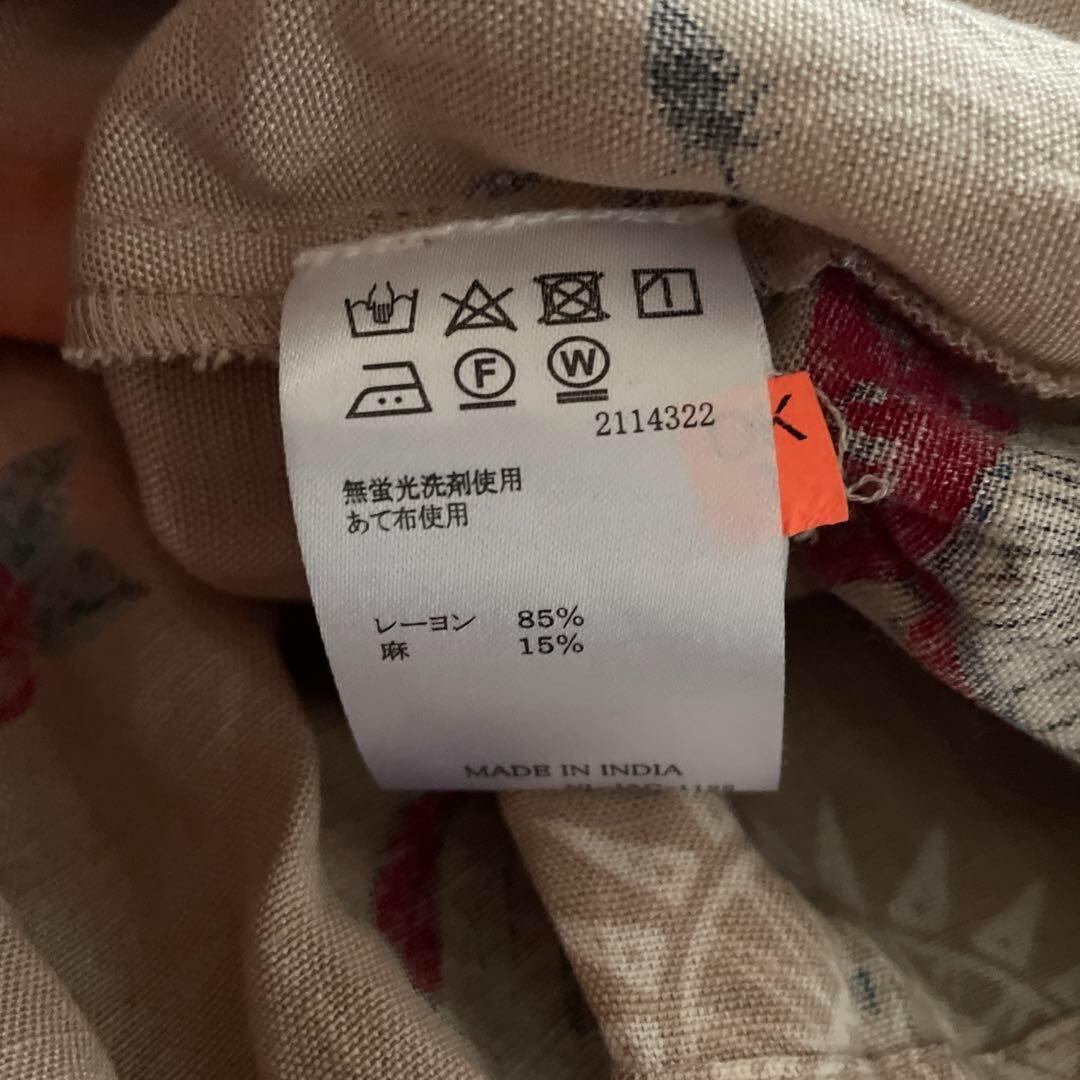 F W
2114322
無蛍光洗剤使用
あて布使用
レーヨン 85%
麻 15%
MADE IN INDIA